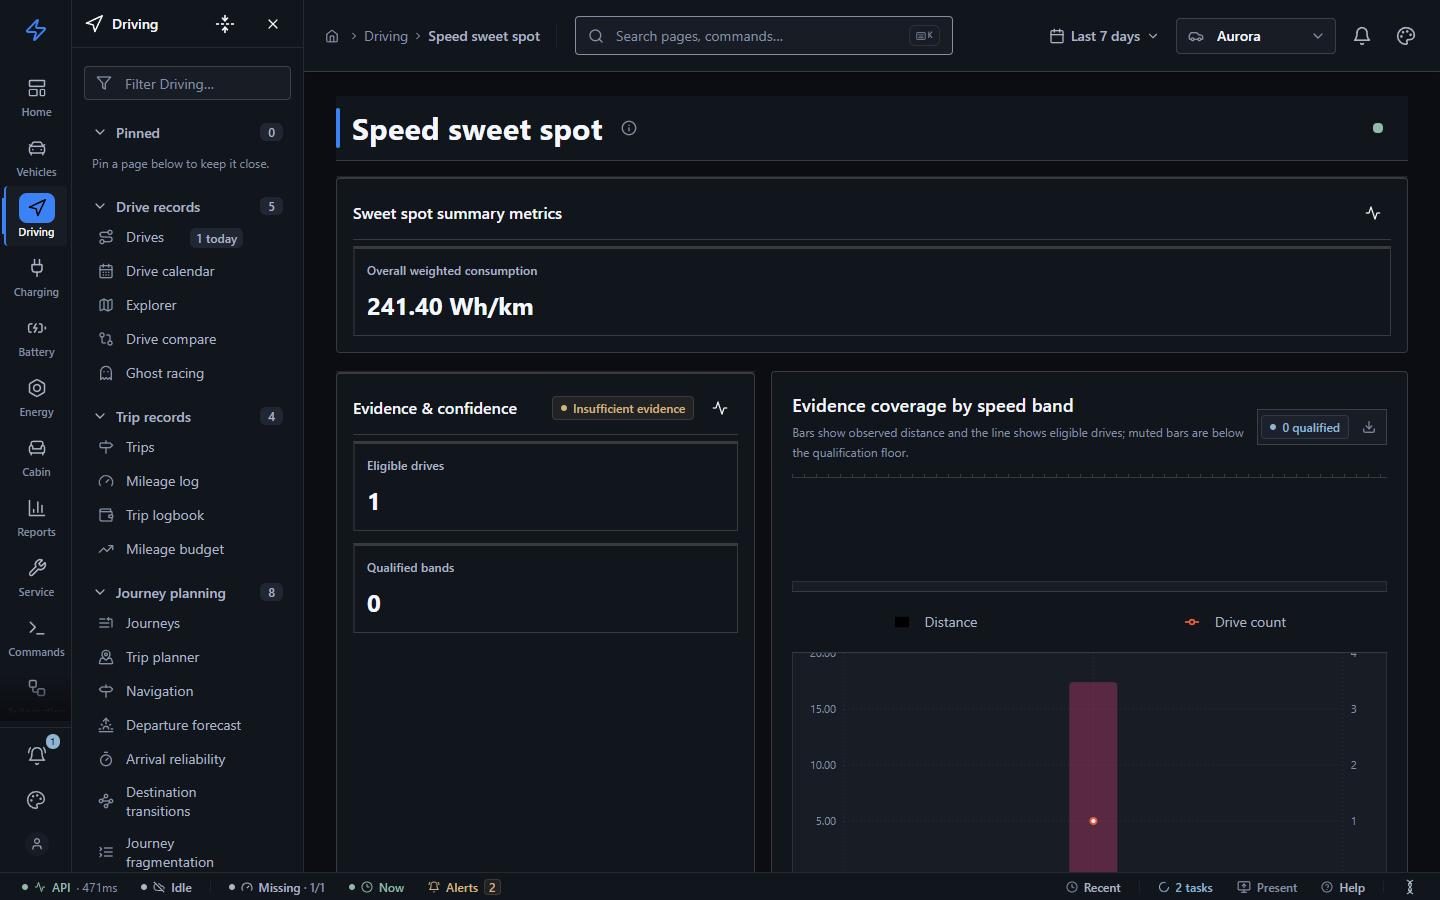 Driving
Driving
Speed sweet spot
Search pages, commands...
K
Last 7 days
Aurora
Home
Vehicles
Driving
Charging
Battery
Energy
Cabin
Reports
Service
Commands
1
Filter Driving...
Pinned
0
Pin a page below to keep it close.
Drive records
5
Drives
1 today
Drive calendar
Explorer
Drive compare
Ghost racing
Trip records
4
Trips
Mileage log
Trip logbook
Mileage budget
Journey planning
8
Journeys
Trip planner
Navigation
Departure forecast
Arrival reliability
Destination
transitions
Journey
fragmentation
Speed sweet spot
Sweet spot summary metrics
Overall weighted consumption
241.40 Wh/km
Evidence & confidence
Insufficient evidence
Eligible drives
1
Qualified bands
0
Evidence coverage by speed band
Bars show observed distance and the line shows eligible drives; muted bars are below
the qualification floor.
0 qualified
Distance
Drive count
20.00
4
15.00
3
10.00
2
5.00
1
API · 471ms
Idle
Missing · 1/1
Now
Alerts 2
Recent
2 tasks
Present
Help